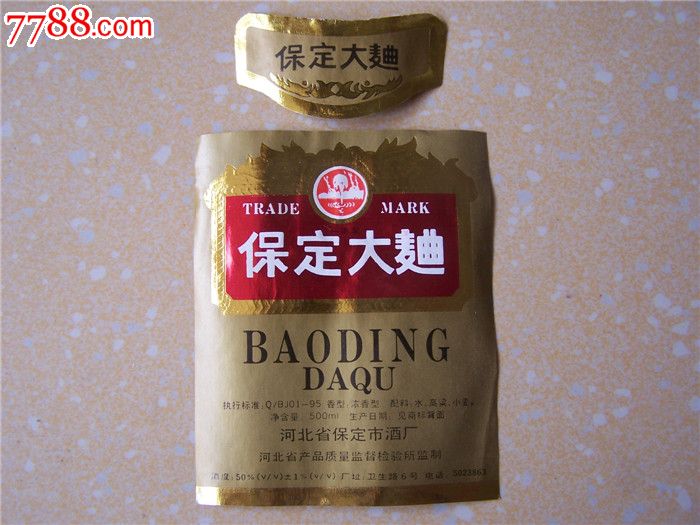 7788.com
保定大麯
TRADE MARK
保定大麯
BAODING
DAQU
执行标准:Q/BJ01-95 香型:浓香型 配料:水、高粱、小麦。
净含量:500ml 生产日期:见商标背面
河北省保定市酒厂
河北省产品质量监督检验所监制
酒度:50%(v/v)±1%(v/v) 厂址:卫生路6号 电话:5023863